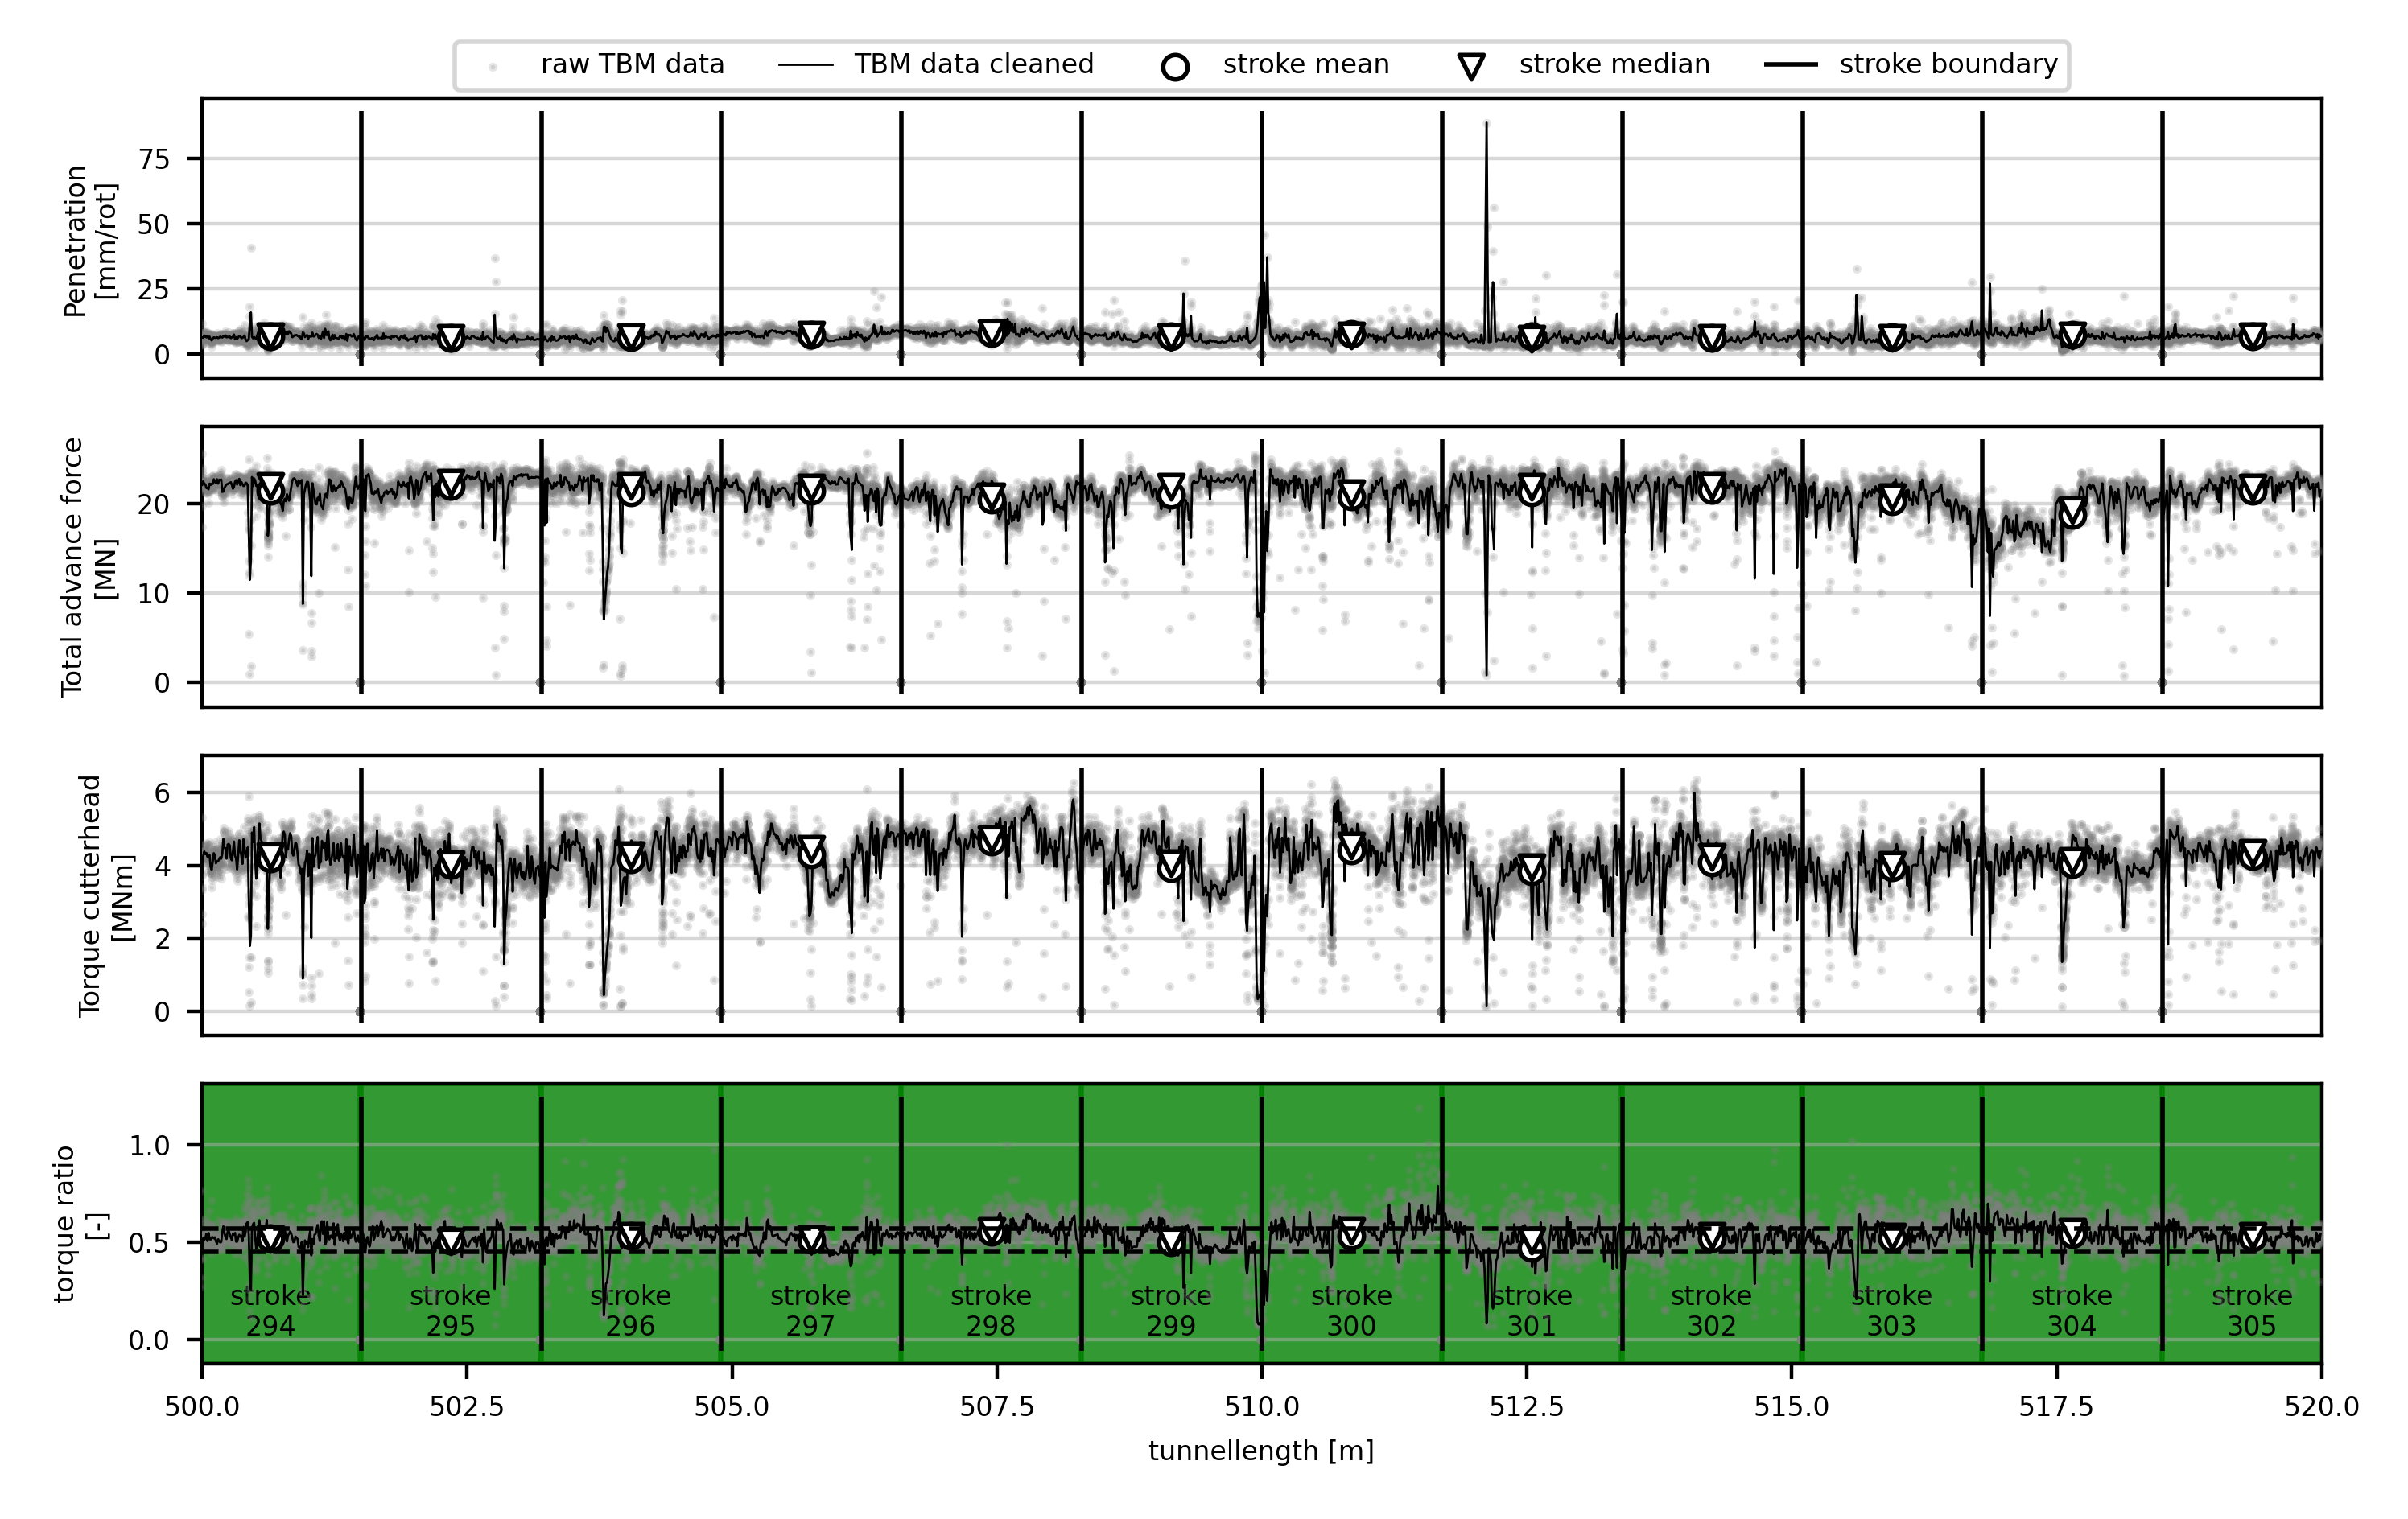 raw TBM data TBM data cleaned stroke mean stroke median stroke boundary
Penetration
[mm/rot]
75
50
25
0
Total advance force
[MN]
20
10
0
Torque cutterhead
[MNm]
6
4
2
0
torque ratio
[-]
1.0
0.5
0.0
stroke
294
stroke
295
stroke
296
stroke
297
stroke
298
stroke
299
stroke
300
stroke
301
stroke
302
stroke
303
stroke
304
stroke
305
500.0 502.5 505.0 507.5 510.0 512.5 515.0 517.5 520.0
tunnellength [m]